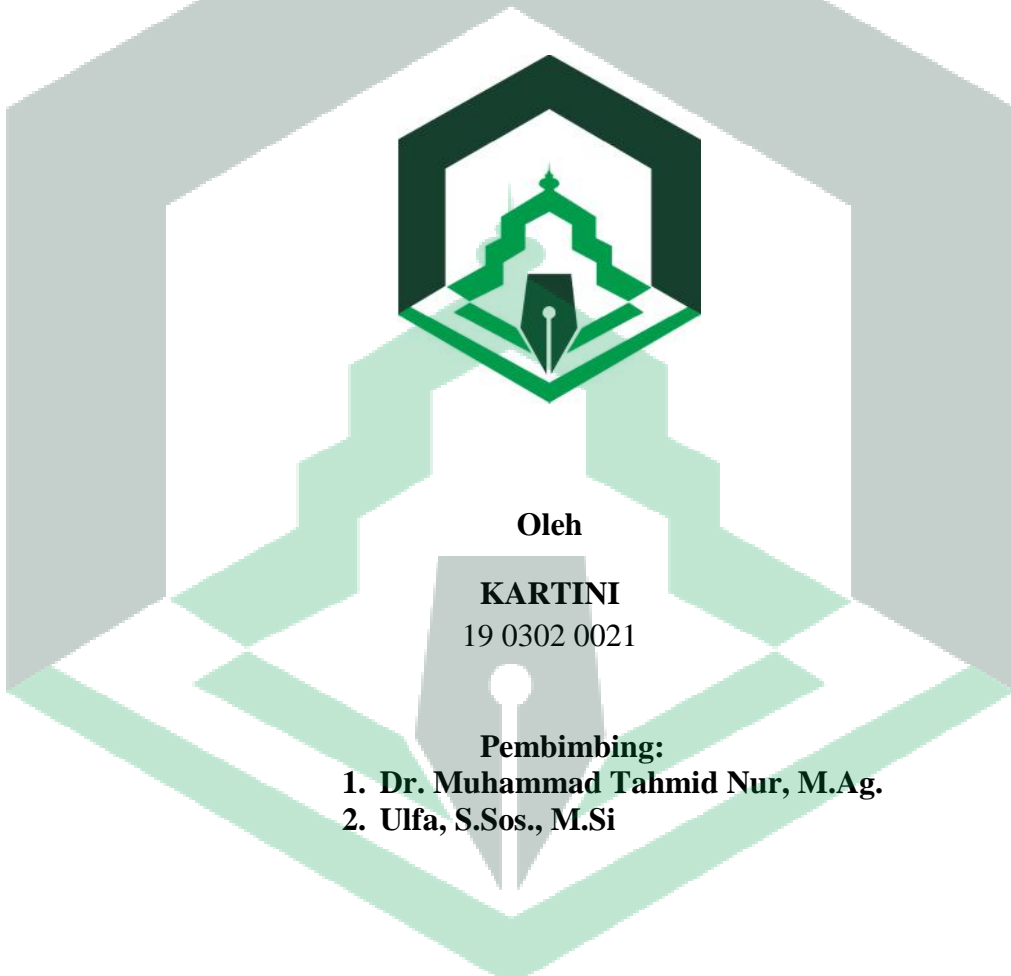 Oleh
KARTINI
19 0302 0021
Pembimbing:
1. Dr. Muhammad Tahmid Nur, M.Ag.
2. Ulfa, S.Sos., M.Si